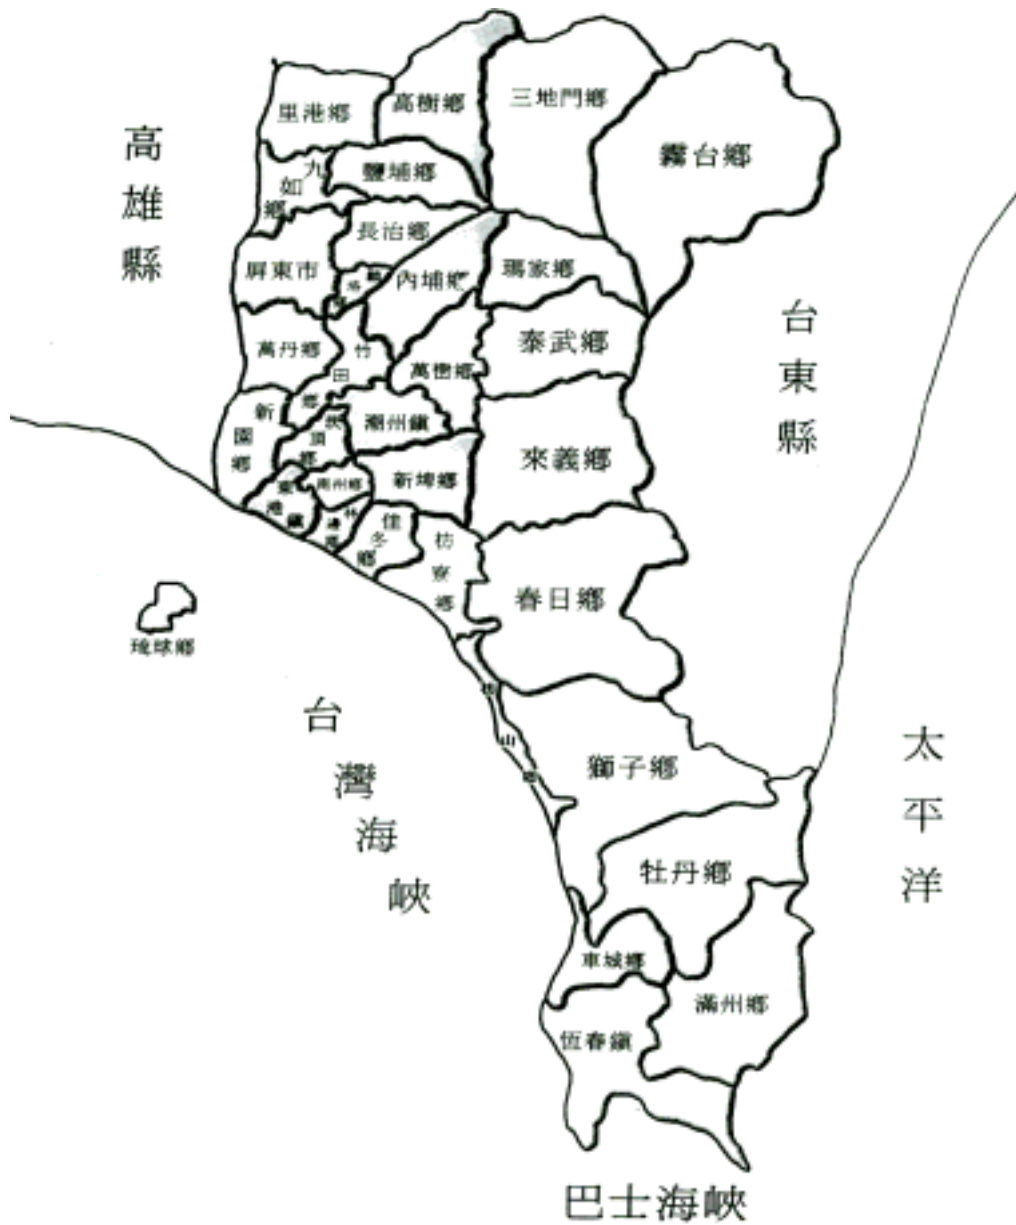 高樹鄉
三地門鄉
里港鄉
高雄縣
霧台鄉
九如鄉
鹽埔鄉
長治鄉
屏東市
內埔鄉
瑪家鄉
台東縣
萬丹鄉
竹田鄉
萬巒鄉
泰武鄉
新園鄉
潮州鎮
崁頂鄉
來義鄉
新埤鄉
南州鄉
東港鎮
林邊鄉
佳冬鄉
枋寮鄉
春日鄉
琉球鄉
枋山鄉
台灣海峽
獅子鄉
太平洋
牡丹鄉
車城鄉
滿州鄉
恆春鎮
巴士海峽